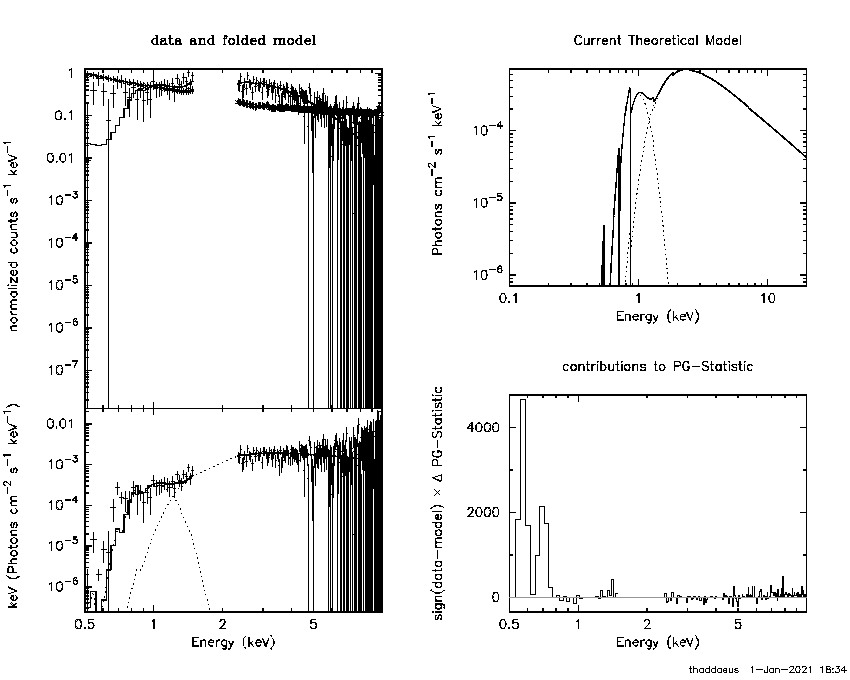 data and folded model
normalized counts s−1 keV−1
1
0.1
0.01
10−3
10−4
10−5
10−6
10−7
keV (Photons cm−2 s−1 keV−1)
0.01
10−3
10−4
10−5
10−6
0.5 1 2 5
Energy (keV)
Current Theoretical Model
Photons cm−2 s−1 keV−1
10−4
10−5
10−6
0.1 1 10
Energy (keV)
contributions to PG−Statistic
sign(data−model) × Δ PG−Statistic
4000
2000
0
0.5 1 2 5
Energy (keV)
thaddaeus 1−Jan−2021 18:34